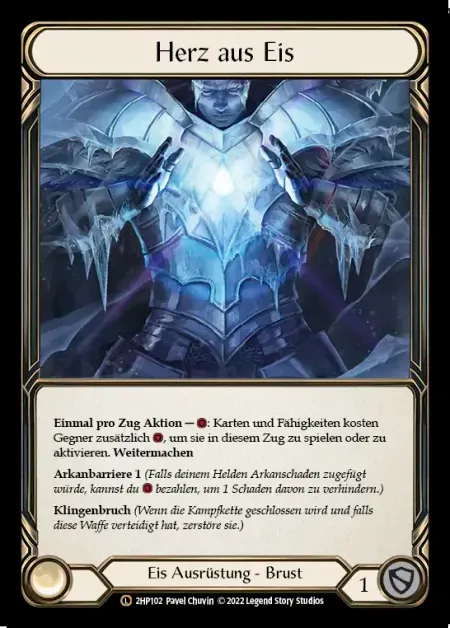 Herz aus Eis
Einmal pro Zug Aktion — : Karten und Fähigkeiten kosten
Gegner zusätzlich , um sie in diesem Zug zu spielen oder zu
aktivieren. Weitermachen
Arkanbarriere 1 (Falls deinem Helden Arkanschaden zugefügt
würde, kannst du bezahlen, um 1 Schaden davon zu verhindern.)
Klingenbruch (Wenn die Kampfkette geschlossen wird und falls
diese Waffe verteidigt hat, zerstöre sie.)
Eis Ausrüstung - Brust
1
L 2HP102 Pavel Chuvin © 2022 Legend Story Studios